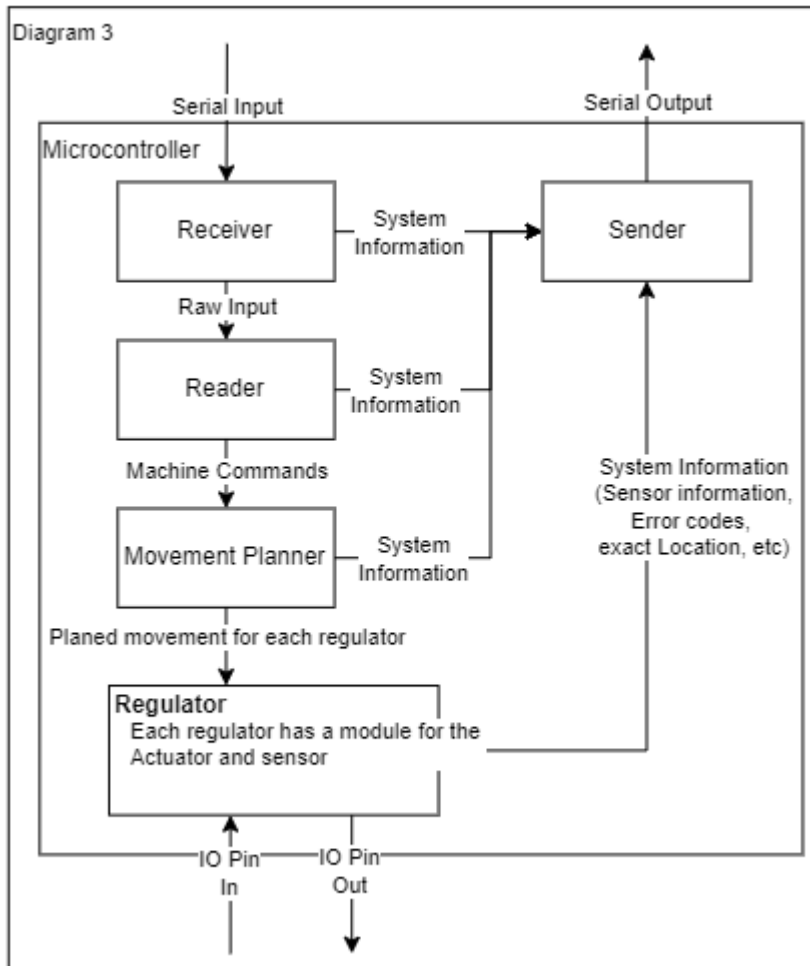 Diagram 3
Serial Input
Serial Output
Microcontroller
Receiver
System
Information
Sender
Raw Input
Reader
System
Information
Machine Commands
System Information
(Sensor information,
Error codes,
exact Location, etc)
Movement Planner
System
Information
Planed movement for each regulator
Regulator
Each regulator has a module for the
Actuator and sensor
IO Pin
In
IO Pin
Out